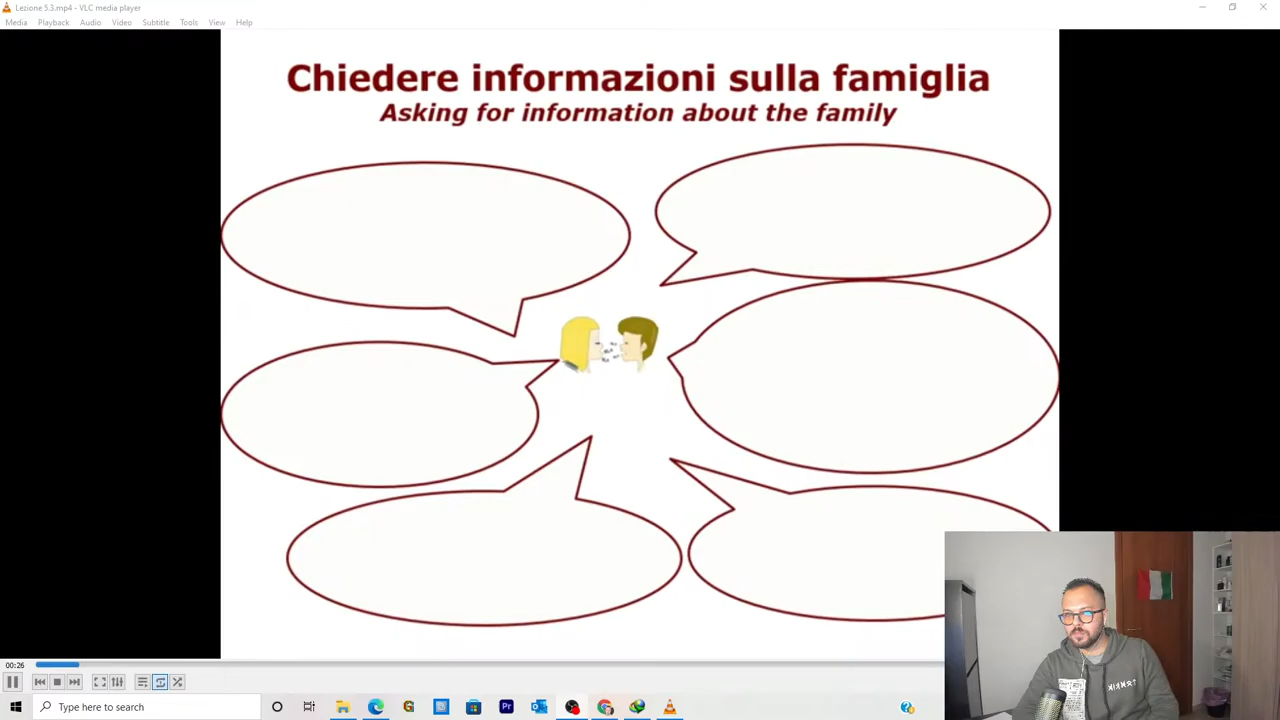 Lezione 5.3.mp4 - VLC media player
Media Playback Audio Video Subtitle Tools View Help
Chiedere informazioni sulla famiglia
Asking for information about the family
00:26
Type here to search